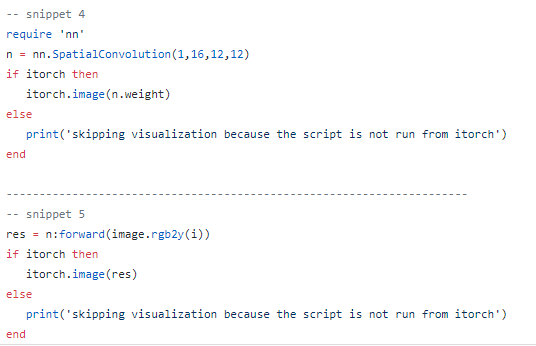 -- snippet 4
require 'nn'
n = nn.SpatialConvolution(1,16,12,12)
if itorch then
   itorch.image(n.weight)
else
   print('skipping visualization because the script is not run from itorch')
end
----------------------------------------------------------------------
-- snippet 5
res = n:forward(image.rgb2y(i))
if itorch then
   itorch.image(res)
else
   print('skipping visualization because the script is not run from itorch')
end